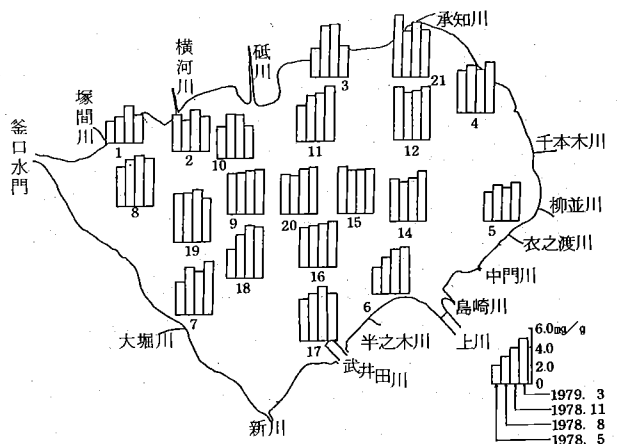 承知川
横河川
砥川
塚間川
釜口水門
千本木川
柳並川
衣之渡川
中門川
島崎川
上川
半之木川
武井田川
新川
大堀川
1
2
3
21
4
10
11
12
8
9
20
15
14
5
19
18
16
6
7
17
6.0㎎/g
4.0
2.0
0
1979. 3
1978. 11
1978. 8
1978. 5